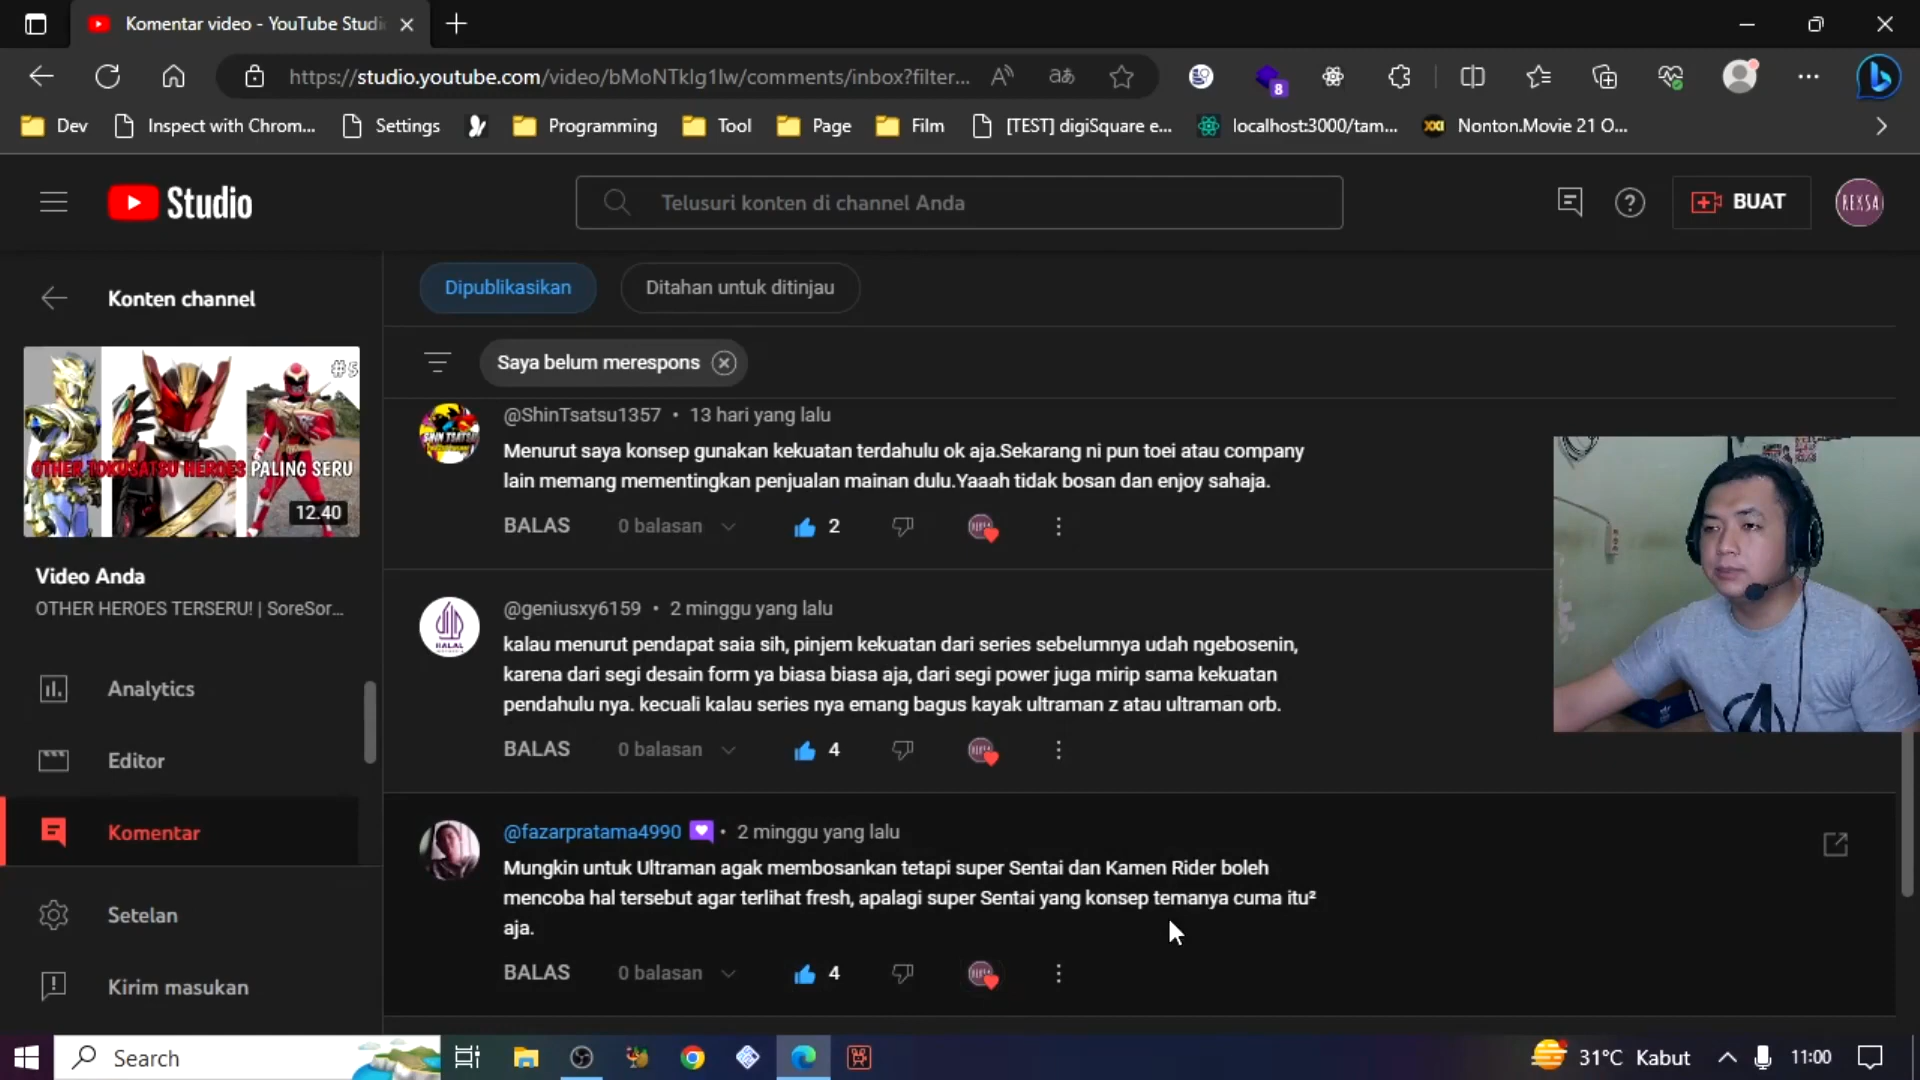 Komentar video - YouTube Studi
https://studio.youtube.com/video/bMoNTklg1lw/comments/inbox?filter...
8
Dev
Inspect with Chrom...
Settings
Programming
Tool
Page
Film
[TEST] digiSquare e...
localhost:3000/tam...
Nonton.Movie 21 O...
Studio
Telusuri konten di channel Anda
BUAT
REKSA
Konten channel
Dipublikasikan
Ditahan untuk ditinjau
Saya belum merespons
#5
OTHER TOKUSATSU HEROES PALING SERU
12.40
Video Anda
OTHER HEROES TERSERU! | SoreSor...
Analytics
Editor
Komentar
Setelan
Kirim masukan
@ShinTsatsu1357 • 13 hari yang lalu
Menurut saya konsep gunakan kekuatan terdahulu ok aja.Sekarang ni pun toei atau company
lain memang mementingkan penjualan mainan dulu.Yaaah tidak bosan dan enjoy sahaja.
BALAS 0 balasan 2
@geniusxy6159 • 2 minggu yang lalu
kalau menurut pendapat saia sih, pinjem kekuatan dari series sebelumnya udah ngebosenin,
karena dari segi desain form ya biasa biasa aja, dari segi power juga mirip sama kekuatan
pendahulu nya. kecuali kalau series nya emang bagus kayak ultraman z atau ultraman orb.
BALAS 0 balasan 4
HALAL
@fazarpratama4990 • 2 minggu yang lalu
Mungkin untuk Ultraman agak membosankan tetapi super Sentai dan Kamen Rider boleh
mencoba hal tersebut agar terlihat fresh, apalagi super Sentai yang konsep temanya cuma itu²
aja.
BALAS 0 balasan 4
Search
31°C Kabut
11:00